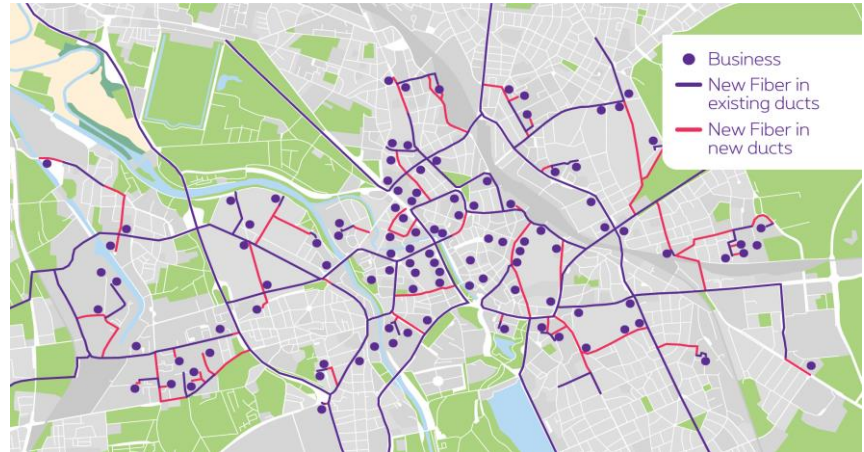 Business
New Fiber in
existing ducts
New Fiber in
new ducts